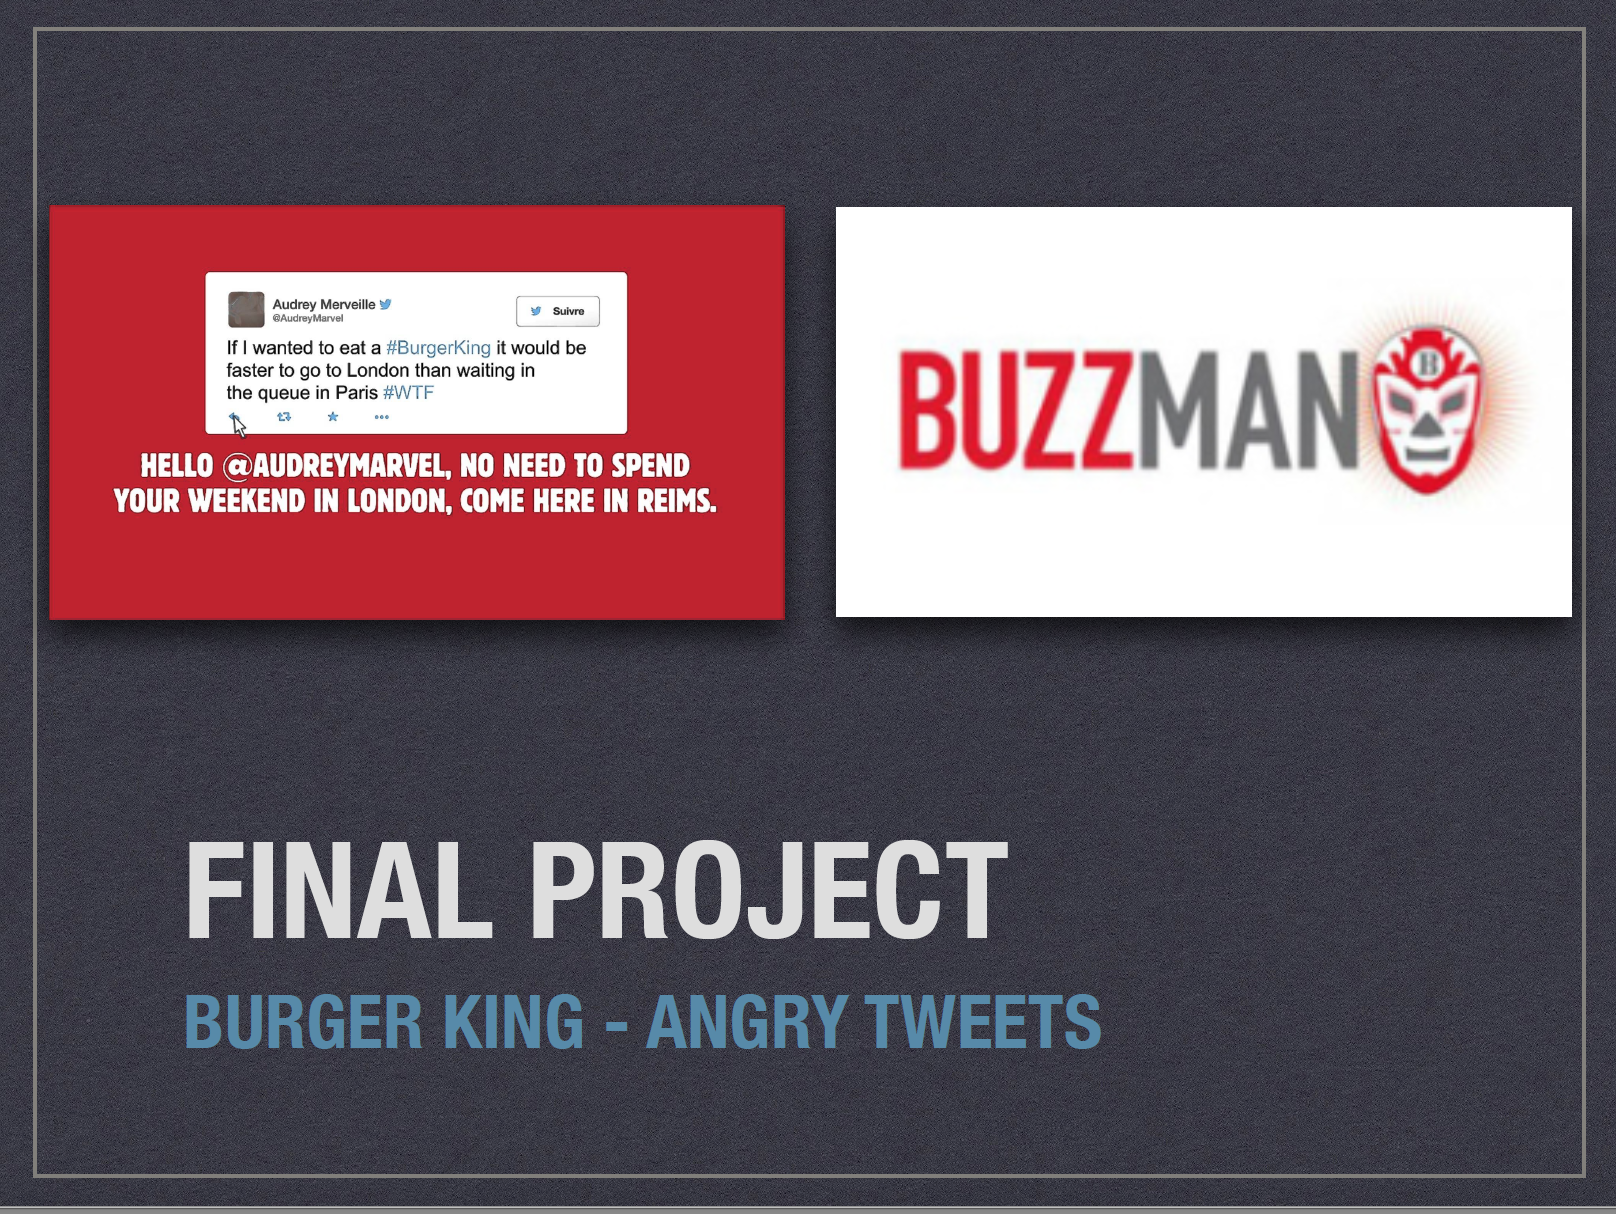 Audrey Merveille
@AudreyMarvel
Suivre
If I wanted to eat a #BurgerKing it would be
faster to go to London than waiting in
the queue in Paris #WTF
HELLO @AUDREYMARVEL, NO NEED TO SPEND
YOUR WEEKEND IN LONDON, COME HERE IN REIMS.
BUZZMAN
B
FINAL PROJECT
BURGER KING - ANGRY TWEETS